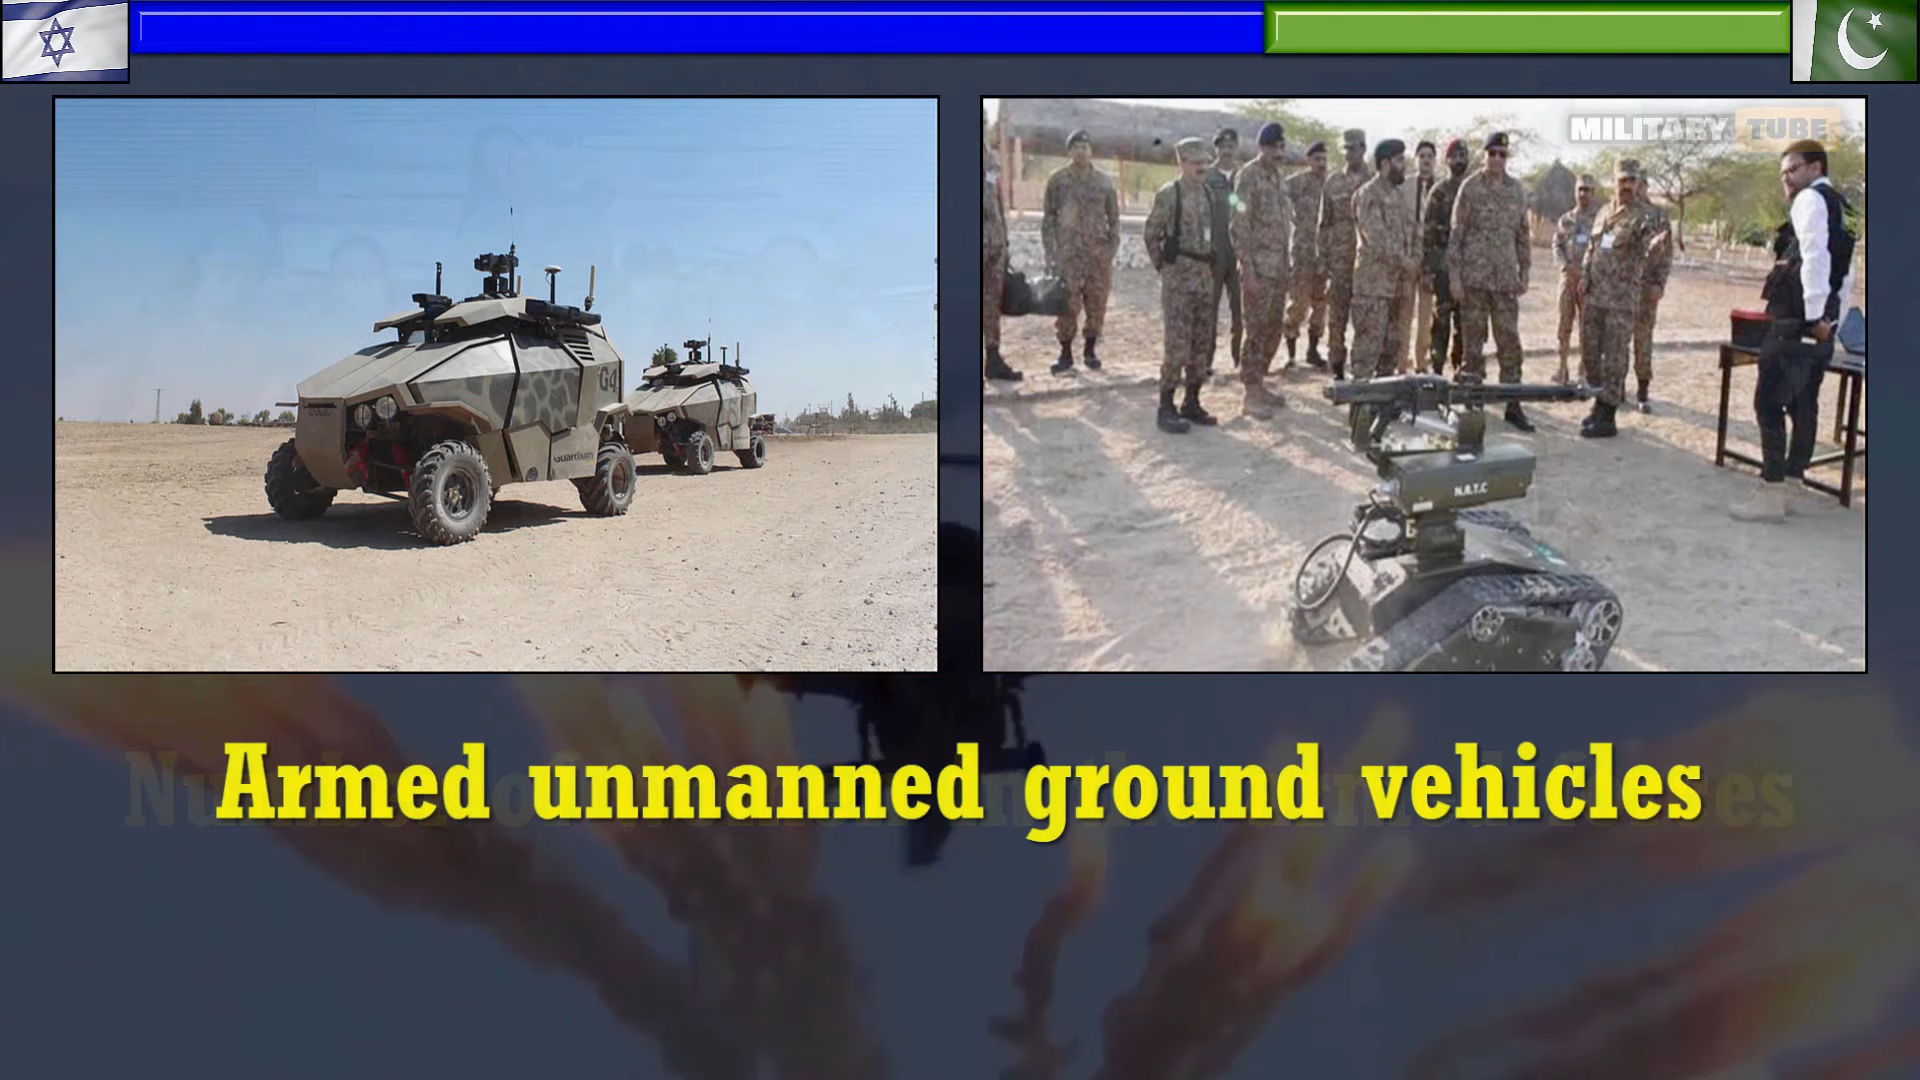 MILITARY TUBE
G4
Guardium
N.R.T.C
Armed unmanned ground vehicles